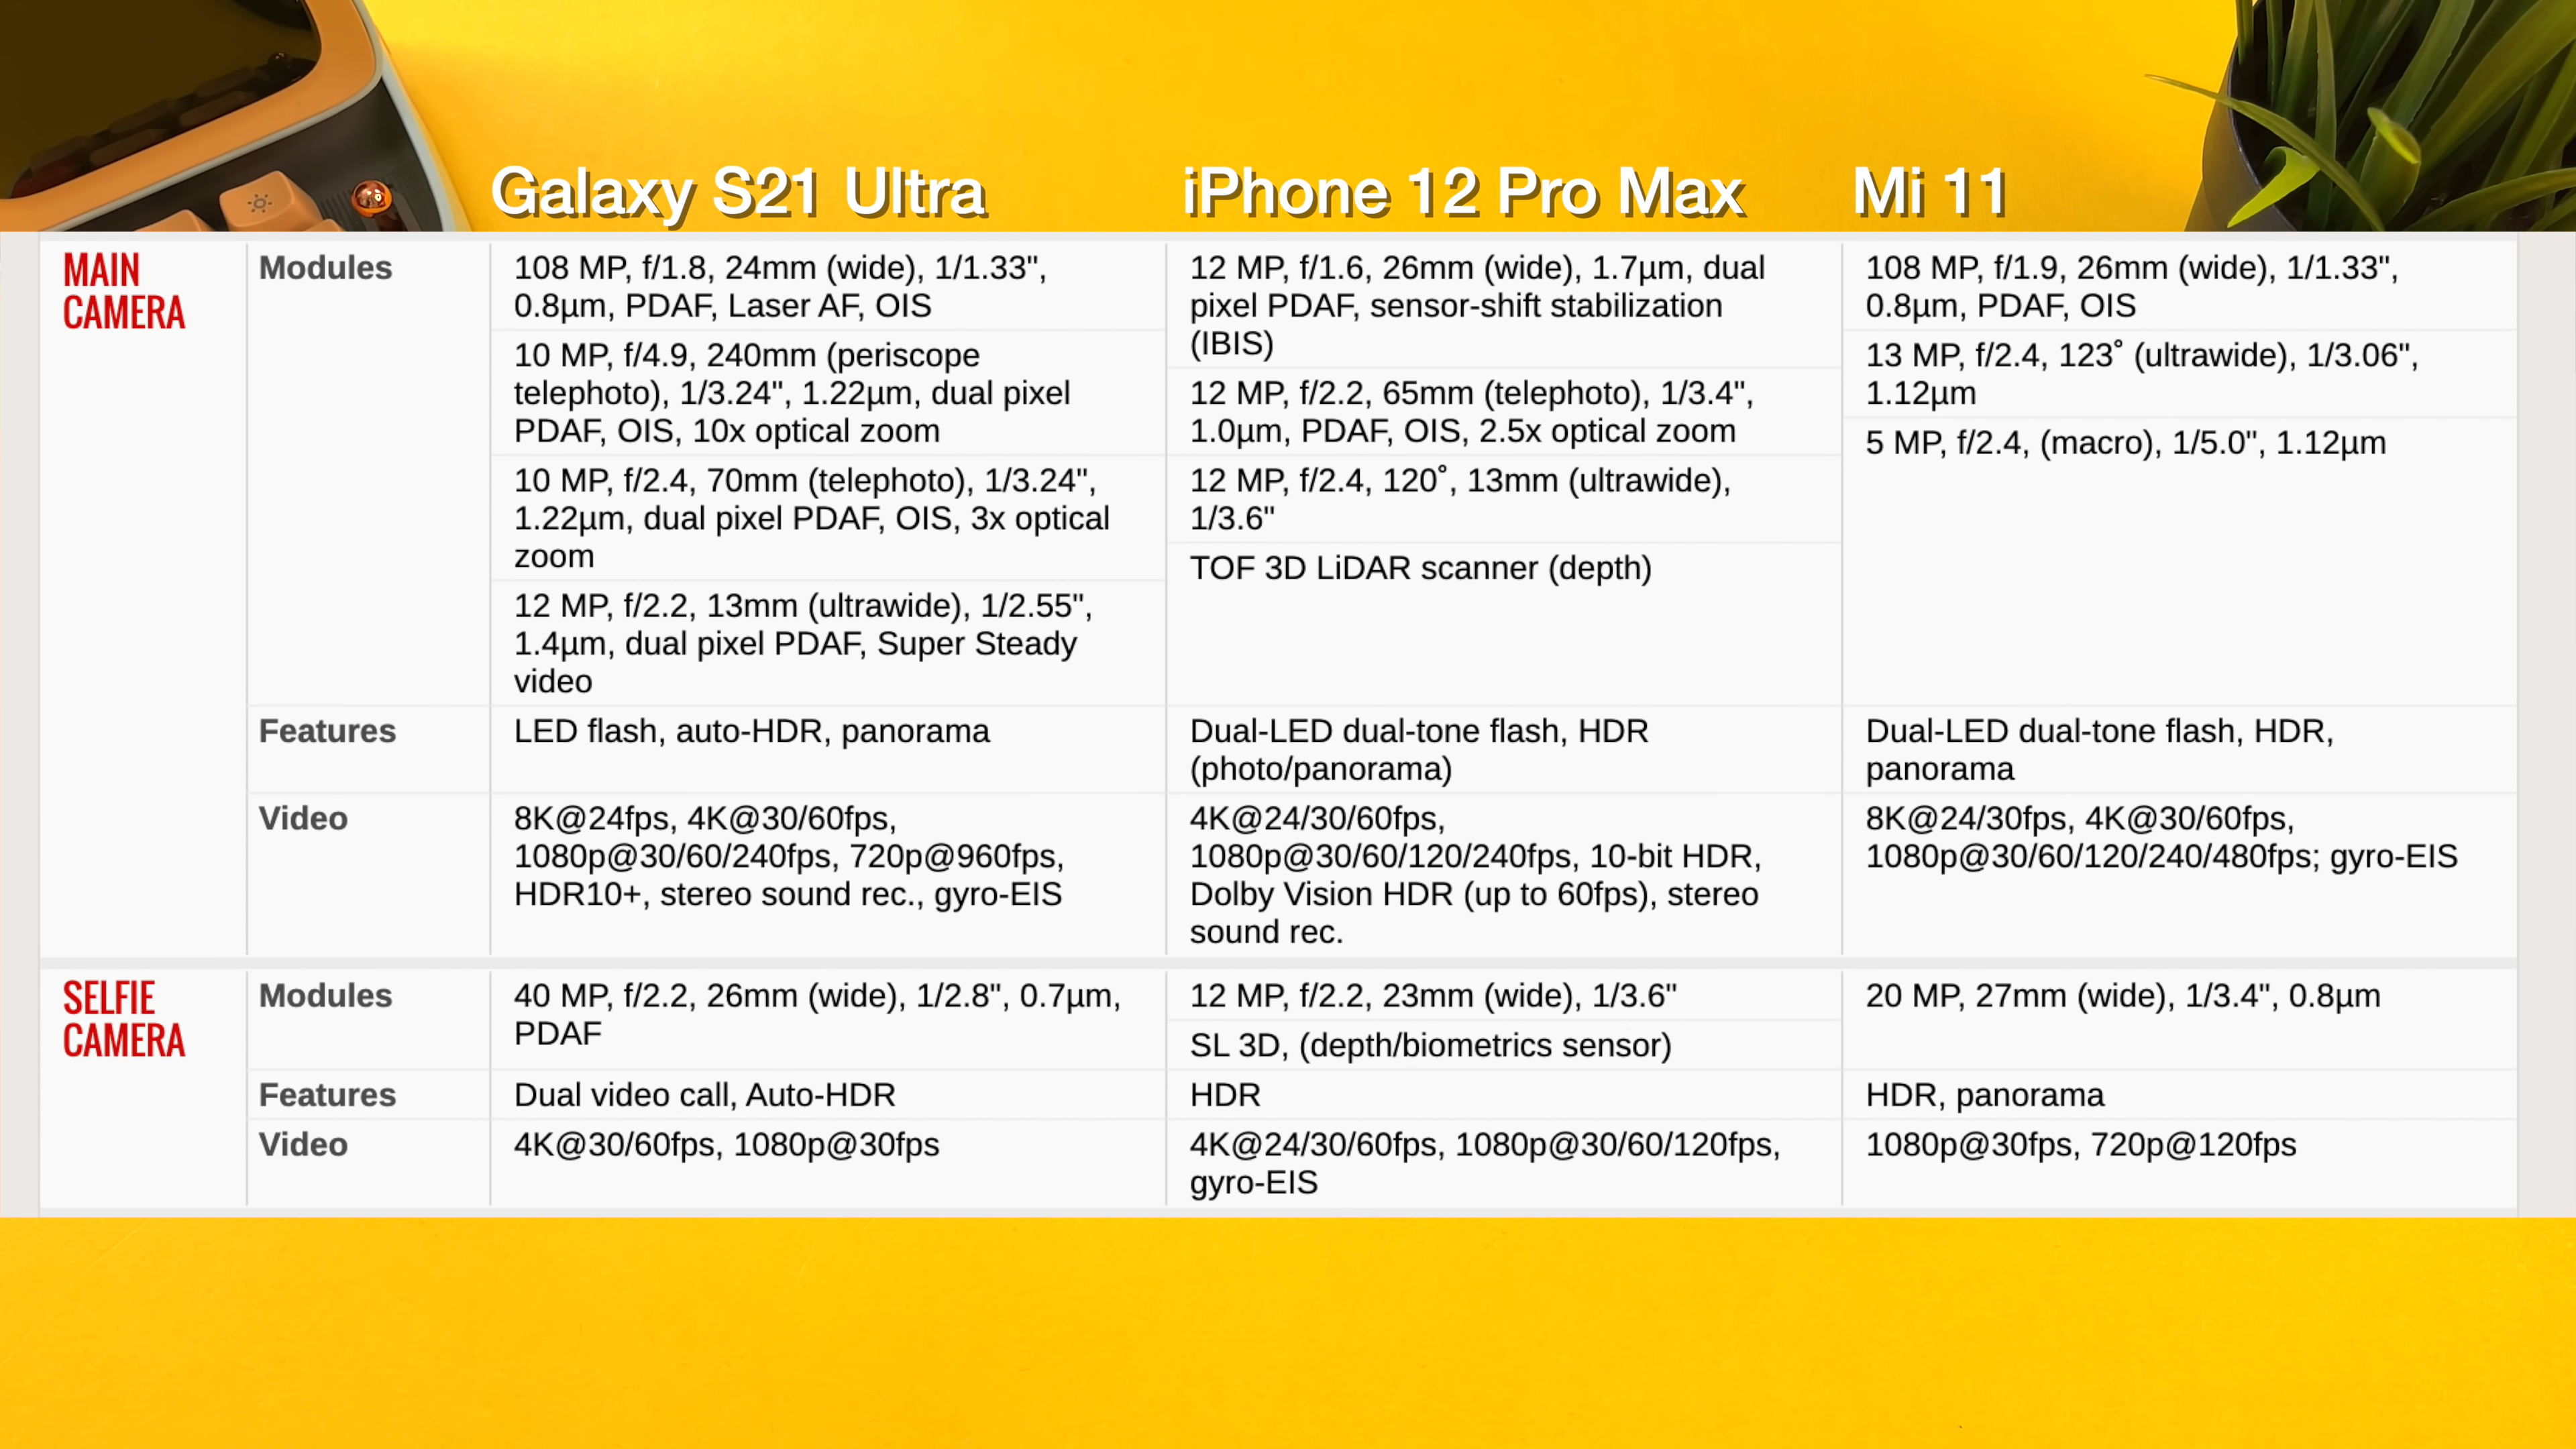 Galaxy S21 Ultra
iPhone 12 Pro Max
Mi 11
MAIN
CAMERA
Modules
108 MP, f/1.8, 24mm (wide), 1/1.33",
0.8µm, PDAF, Laser AF, OIS
10 MP, f/4.9, 240mm (periscope
telephoto), 1/3.24", 1.22µm, dual pixel
PDAF, OIS, 10x optical zoom
10 MP, f/2.4, 70mm (telephoto), 1/3.24",
1.22µm, dual pixel PDAF, OIS, 3x optical
zoom
12 MP, f/2.2, 13mm (ultrawide), 1/2.55",
1.4µm, dual pixel PDAF, Super Steady
video
12 MP, f/1.6, 26mm (wide), 1.7µm, dual
pixel PDAF, sensor-shift stabilization
(IBIS)
12 MP, f/2.2, 65mm (telephoto), 1/3.4",
1.0µm, PDAF, OIS, 2.5x optical zoom
12 MP, f/2.4, 120˚, 13mm (ultrawide),
1/3.6"
TOF 3D LiDAR scanner (depth)
108 MP, f/1.9, 26mm (wide), 1/1.33",
0.8µm, PDAF, OIS
13 MP, f/2.4, 123˚ (ultrawide), 1/3.06",
1.12µm
5 MP, f/2.4, (macro), 1/5.0", 1.12µm
Features
LED flash, auto-HDR, panorama
Dual-LED dual-tone flash, HDR
(photo/panorama)
Dual-LED dual-tone flash, HDR,
panorama
Video
8K@24fps, 4K@30/60fps,
1080p@30/60/240fps, 720p@960fps,
HDR10+, stereo sound rec., gyro-EIS
4K@24/30/60fps,
1080p@30/60/120/240fps, 10-bit HDR,
Dolby Vision HDR (up to 60fps), stereo
sound rec.
8K@24/30fps, 4K@30/60fps,
1080p@30/60/120/240/480fps; gyro-EIS
SELFIE
CAMERA
Modules
40 MP, f/2.2, 26mm (wide), 1/2.8", 0.7µm,
PDAF
12 MP, f/2.2, 23mm (wide), 1/3.6"
SL 3D, (depth/biometrics sensor)
20 MP, 27mm (wide), 1/3.4", 0.8µm
Features
Dual video call, Auto-HDR
HDR
HDR, panorama
Video
4K@30/60fps, 1080p@30fps
4K@24/30/60fps, 1080p@30/60/120fps,
gyro-EIS
1080p@30fps, 720p@120fps